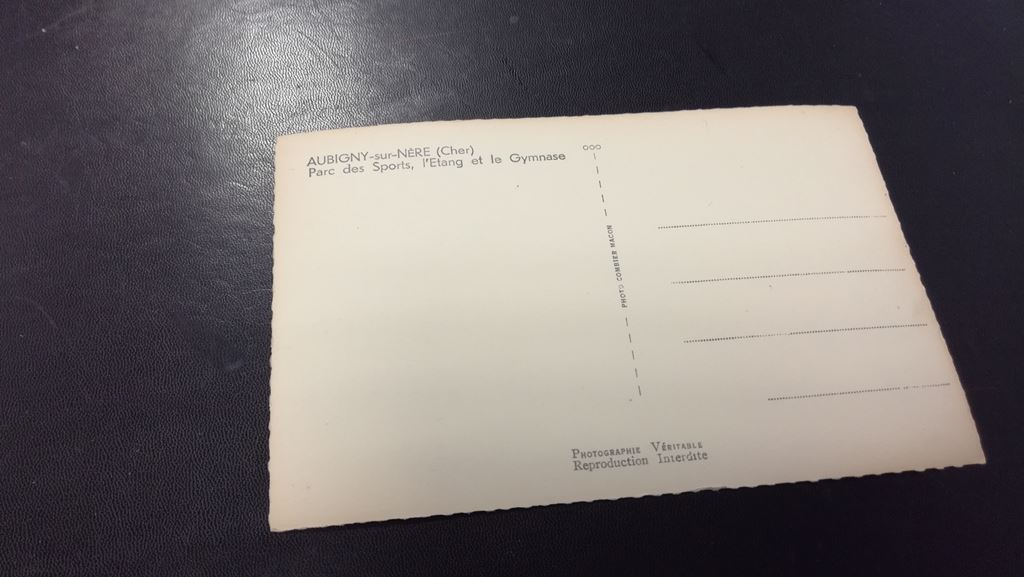 AUBIGNY-sur-NÈRE (Cher)
Parc des Sports, l'Etang et le Gymnase
PHOTO COMBIER MACON
PHOTOGRAPHIE VÉRITABLE
Reproduction Interdite